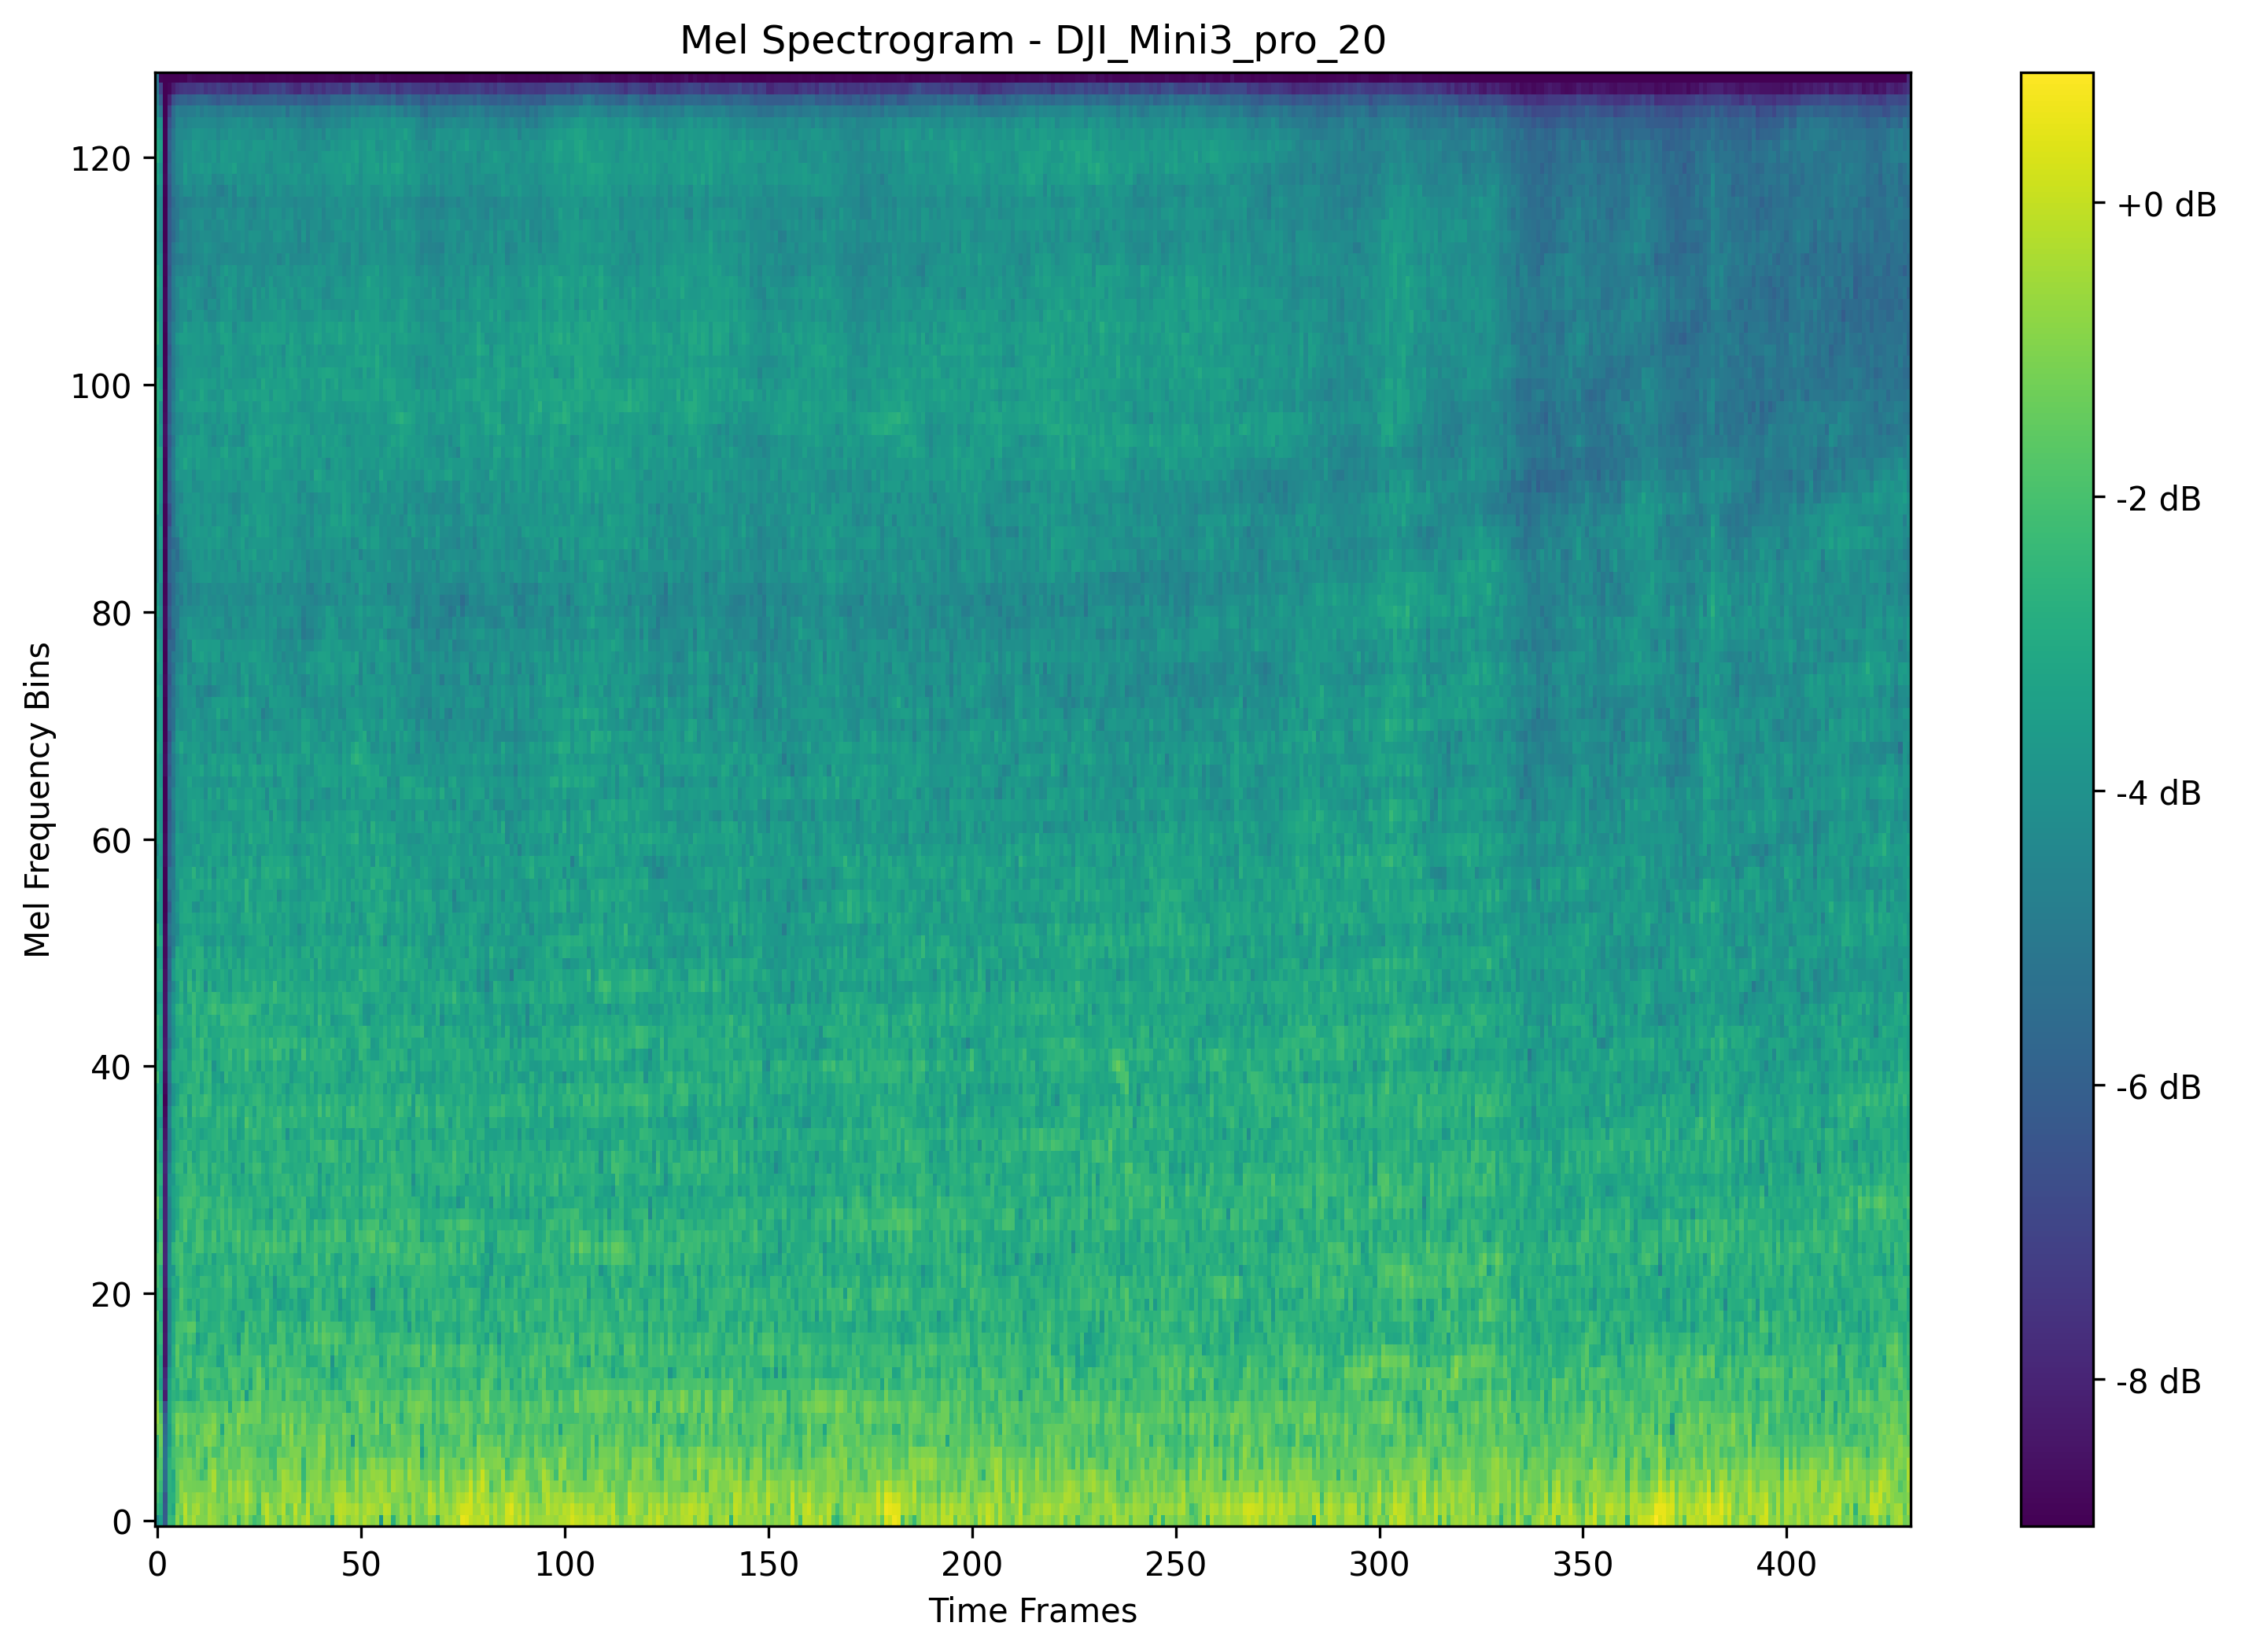 Mel Spectrogram - DJI_Mini3_pro_20
120
100
80
60
40
20
0
Mel Frequency Bins
0 50 100 150 200 250 300 350 400
Time Frames
+0 dB
-2 dB
-4 dB
-6 dB
-8 dB